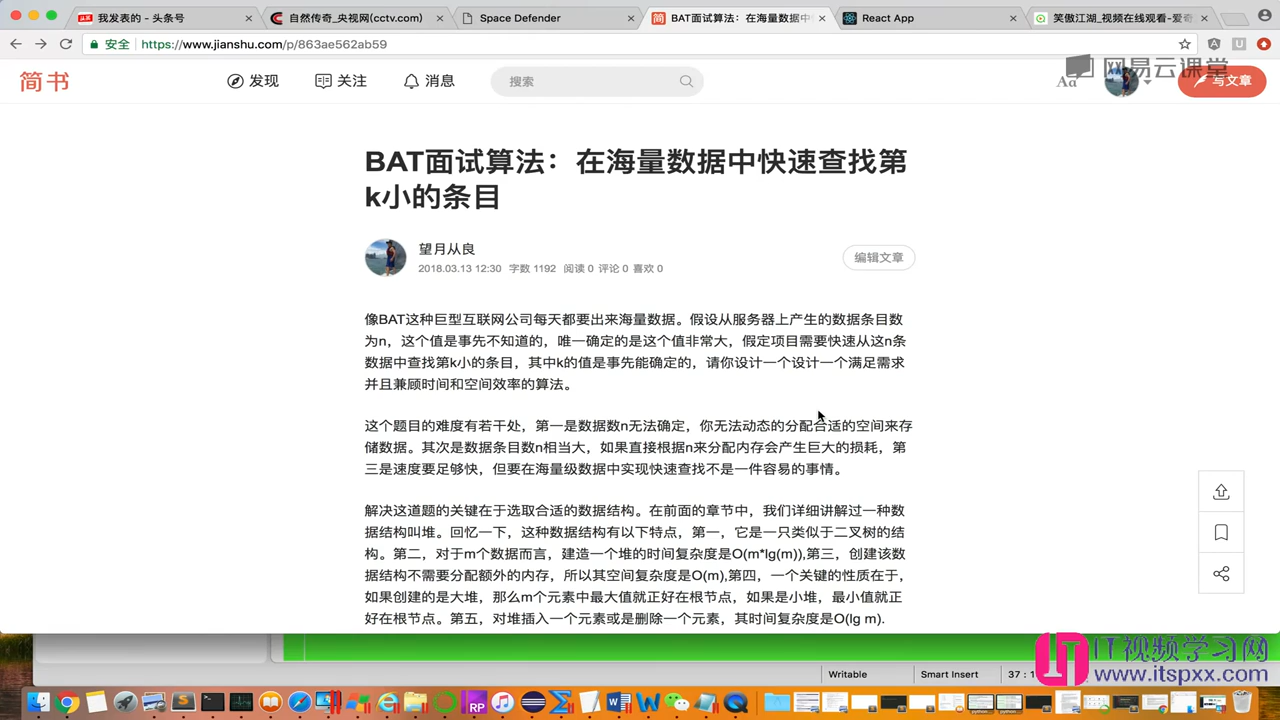 我发表的 - 头条号
自然传奇_央视网(cctv.com)
Space Defender
BAT面试算法：在海量数据中
React App
笑傲江湖_视频在线观看-爱奇
安全
https://www.jianshu.com/p/863ae562ab59
简书
发现
关注
消息
搜索
Aa
网易云课堂
写文章
BAT面试算法：在海量数据中快速查找第
k小的条目
望月从良
2018.03.13 12:30 字数 1192 阅读 0 评论 0 喜欢 0
编辑文章
像BAT这种巨型互联网公司每天都要出来海量数据。假设从服务器上产生的数据条目数
为n，这个值是事先不知道的，唯一确定的是这个值非常大，假定项目需要快速从这n条
数据中查找第k小的条目，其中k的值是事先能确定的，请你设计一个设计一个满足需求
并且兼顾时间和空间效率的算法。
这个题目的难度有若干处，第一是数据数n无法确定，你无法动态的分配合适的空间来存
储数据。其次是数据条目数n相当大，如果直接根据n来分配内存会产生巨大的损耗，第
三是速度要足够快，但要在海量级数据中实现快速查找不是一件容易的事情。
解决这道题的关键在于选取合适的数据结构。在前面的章节中，我们详细讲解过一种数
据结构叫堆。回忆一下，这种数据结构有以下特点，第一，它是一只类似于二叉树的结
构。第二，对于m个数据而言，建造一个堆的时间复杂度是O(m*lg(m)),第三，创建该数
据结构不需要分配额外的内存，所以其空间复杂度是O(m),第四，一个关键的性质在于，
如果创建的是大堆，那么m个元素中最大值就正好在根节点，如果是小堆，最小值就正
好在根节点。第五，对堆插入一个元素或是删除一个元素，其时间复杂度是O(lg m).
Writable
Smart Insert
37 : 1
IT视频学习网
www.itspxx.com
RP